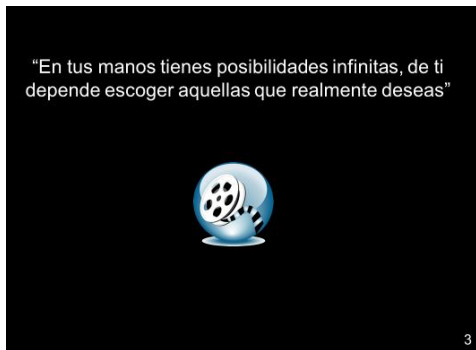 “En tus manos tienes posibilidades infinitas, de ti
depende escoger aquellas que realmente deseas”
3